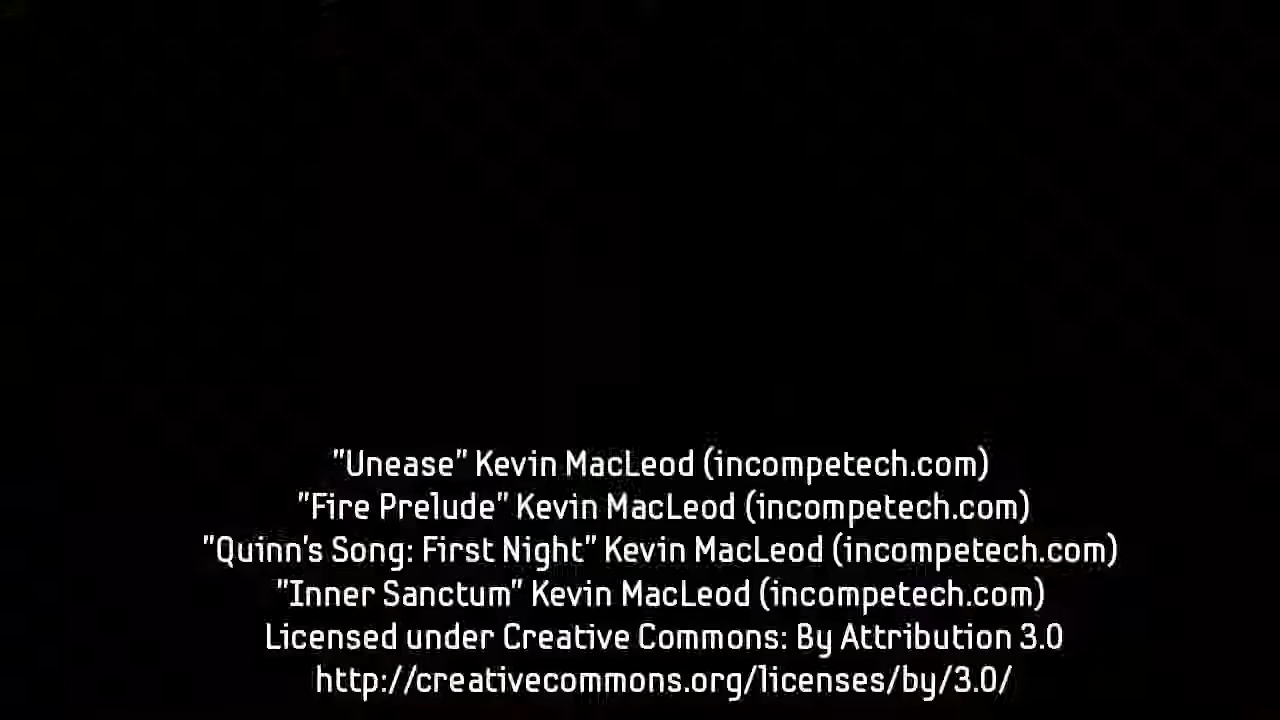 "Unease" Kevin MacLeod (incompetech.com)
"Fire Prelude" Kevin MacLeod (incompetech.com)
"Quinn's Song: First Night" Kevin MacLeod (incompetech.com)
"Inner Sanctum" Kevin MacLeod (incompetech.com)
Licensed under Creative Commons: By Attribution 3.0
http://creativecommons.org/licenses/by/3.0/